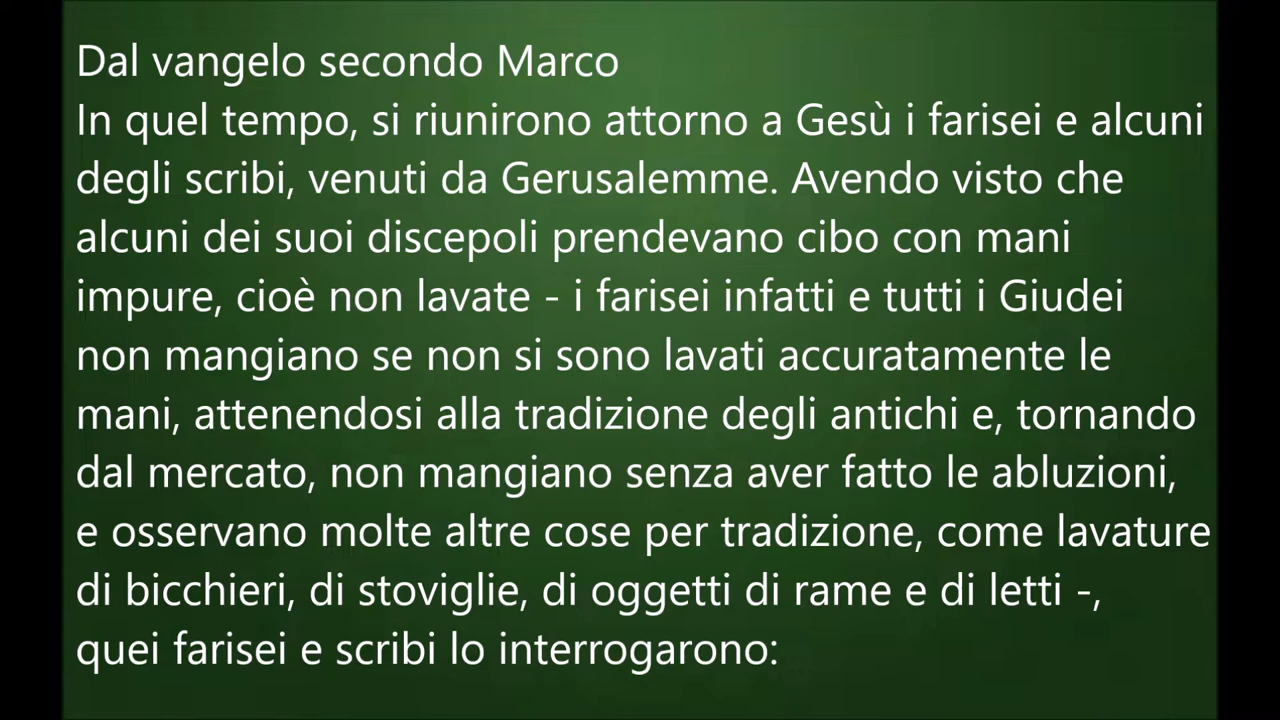 Dal vangelo secondo Marco
In quel tempo, si riunirono attorno a Gesù i farisei e alcuni
degli scribi, venuti da Gerusalemme. Avendo visto che
alcuni dei suoi discepoli prendevano cibo con mani
impure, cioè non lavate - i farisei infatti e tutti i Giudei
non mangiano se non si sono lavati accuratamente le
mani, attenendosi alla tradizione degli antichi e, tornando
dal mercato, non mangiano senza aver fatto le abluzioni,
e osservano molte altre cose per tradizione, come lavature
di bicchieri, di stoviglie, di oggetti di rame e di letti -,
quei farisei e scribi lo interrogarono: